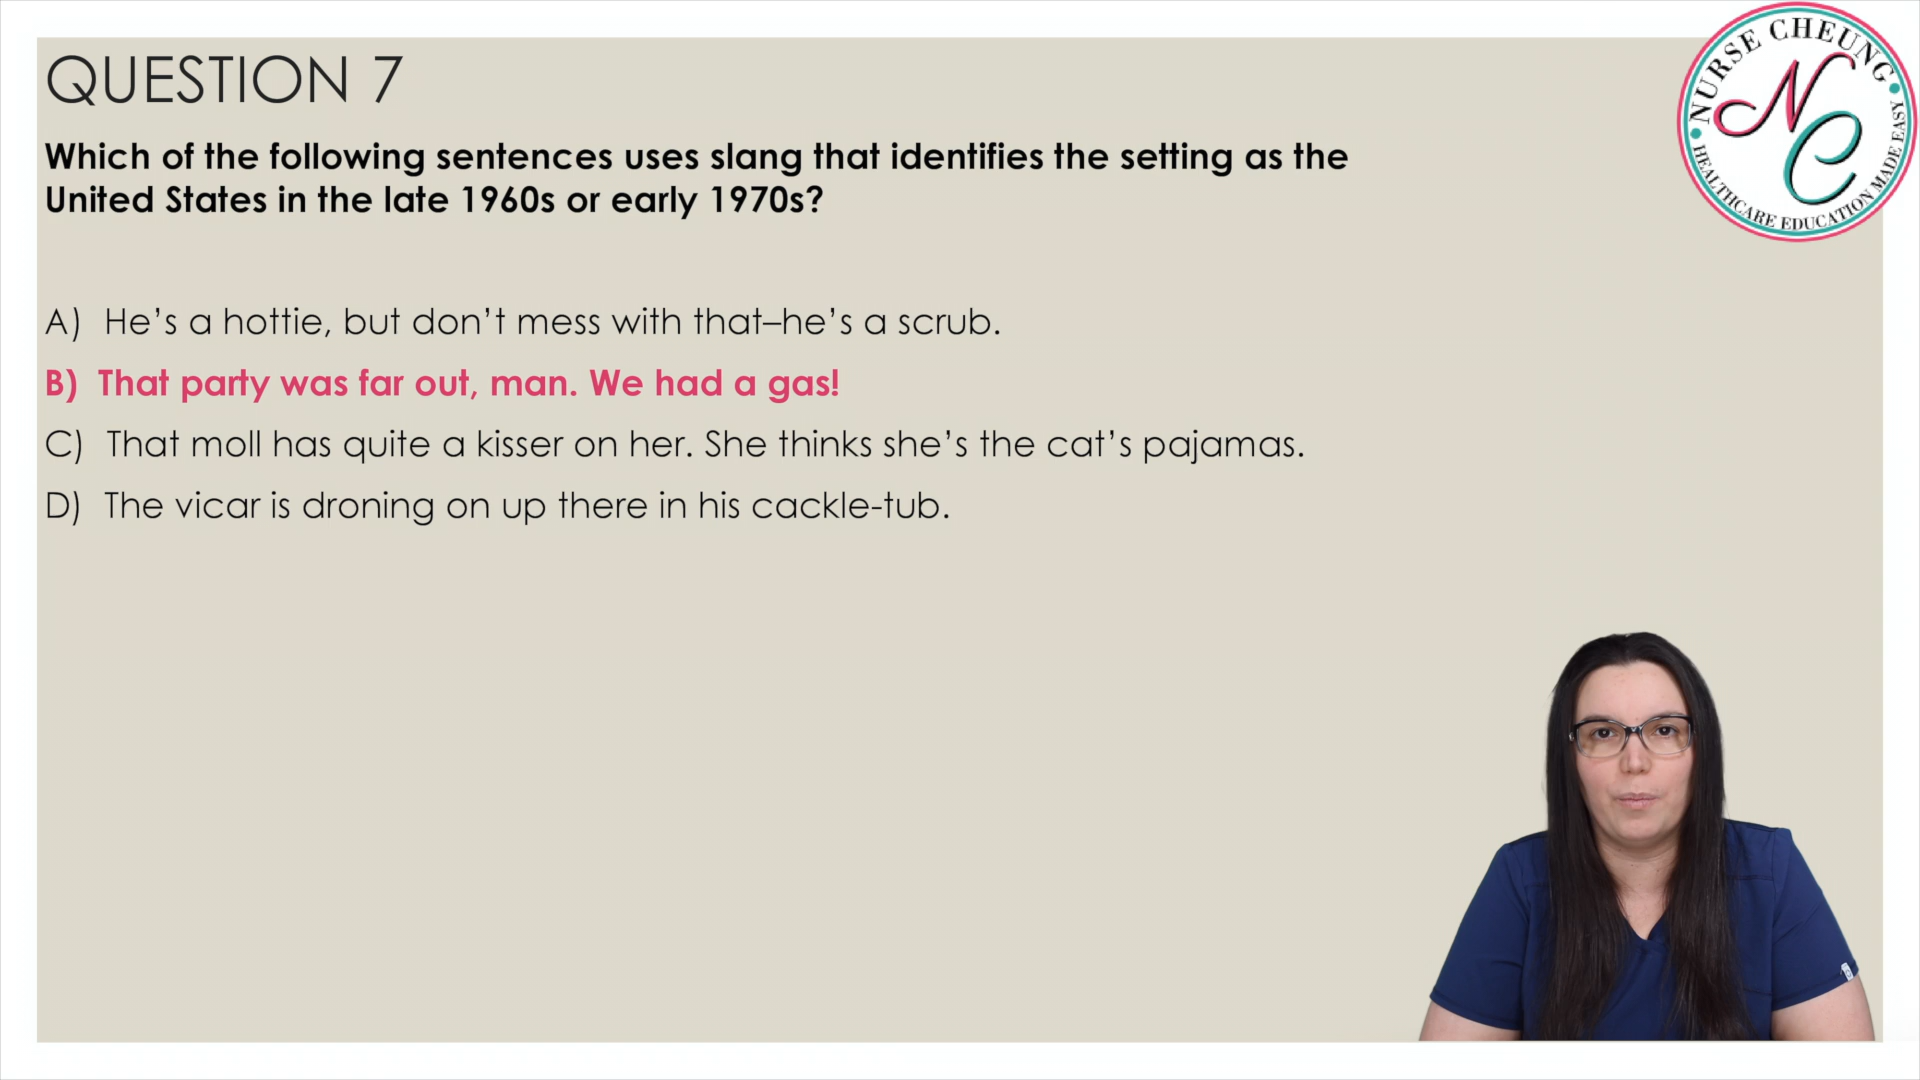 QUESTION 7
NURSE CHEUNG
HEALTHCARE EDUCATION MADE EASY
NC
Which of the following sentences uses slang that identifies the setting as the
United States in the late 1960s or early 1970s?
A) He’s a hottie, but don’t mess with that–he’s a scrub.
B) That party was far out, man. We had a gas!
C) That moll has quite a kisser on her. She thinks she’s the cat’s pajamas.
D) The vicar is droning on up there in his cackle-tub.